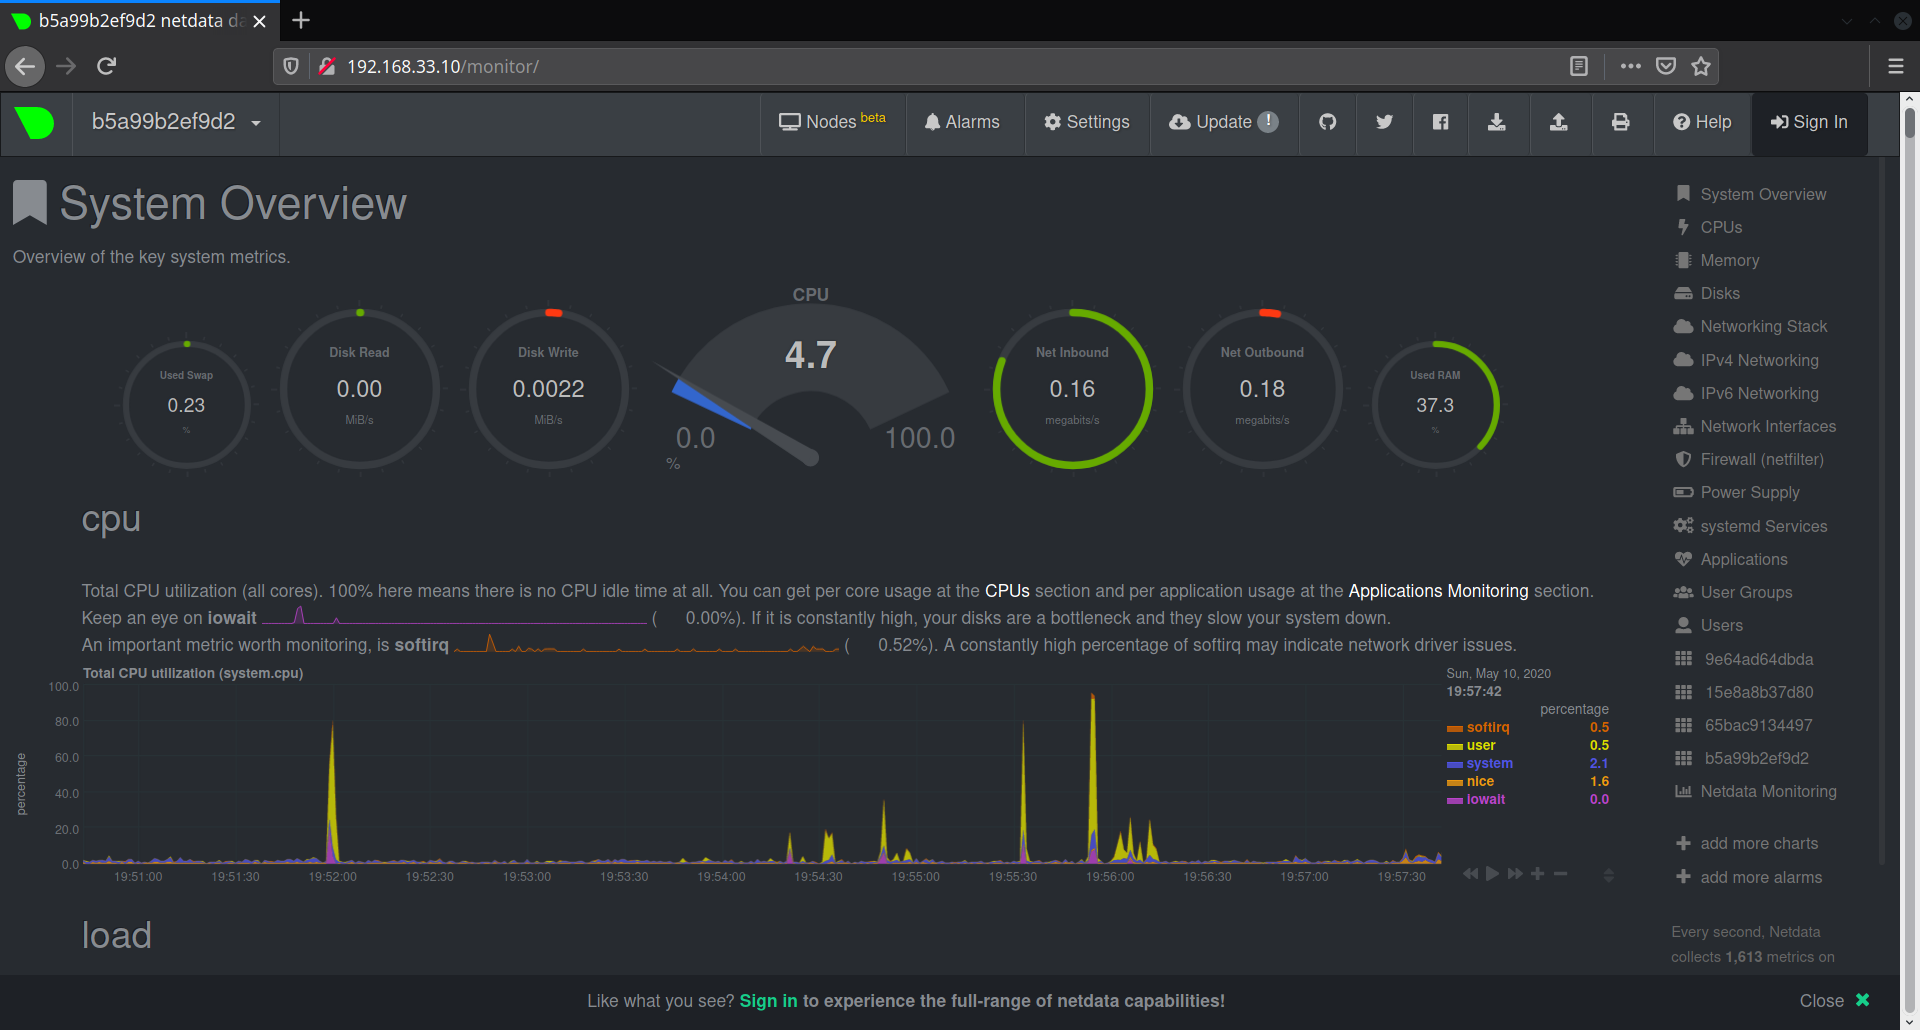 b5a99b2ef9d2 netdata da
192.168.33.10/monitor/
b5a99b2ef9d2
Nodes beta
Alarms
Settings
Update !
Help
Sign In
System Overview
Overview of the key system metrics.
Used Swap
0.23
%
Disk Read
0.00
MiB/s
Disk Write
0.0022
MiB/s
CPU
4.7
0.0
100.0
%
Net Inbound
0.16
megabits/s
Net Outbound
0.18
megabits/s
Used RAM
37.3
%
cpu
Total CPU utilization (all cores). 100% here means there is no CPU idle time at all. You can get per core usage at the CPUs section and per application usage at the Applications Monitoring section.
Keep an eye on iowait ( 0.00%). If it is constantly high, your disks are a bottleneck and they slow your system down.
An important metric worth monitoring, is softirq ( 0.52%). A constantly high percentage of softirq may indicate network driver issues.
Total CPU utilization (system.cpu)
percentage
100.0
80.0
60.0
40.0
20.0
0.0
19:51:00 19:51:30 19:52:00 19:52:30 19:53:00 19:53:30 19:54:00 19:54:30 19:55:00 19:55:30 19:56:00 19:56:30 19:57:00 19:57:30
Sun, May 10, 2020
19:57:42
percentage
softirq 0.5
user 0.5
system 2.1
nice 1.6
iowait 0.0
load
System Overview
CPUs
Memory
Disks
Networking Stack
IPv4 Networking
IPv6 Networking
Network Interfaces
Firewall (netfilter)
Power Supply
systemd Services
Applications
User Groups
Users
9e64ad64dbda
15e8a8b37d80
65bac9134497
b5a99b2ef9d2
Netdata Monitoring
add more charts
add more alarms
Every second, Netdata
collects 1,613 metrics on
Like what you see? Sign in to experience the full-range of netdata capabilities!
Close